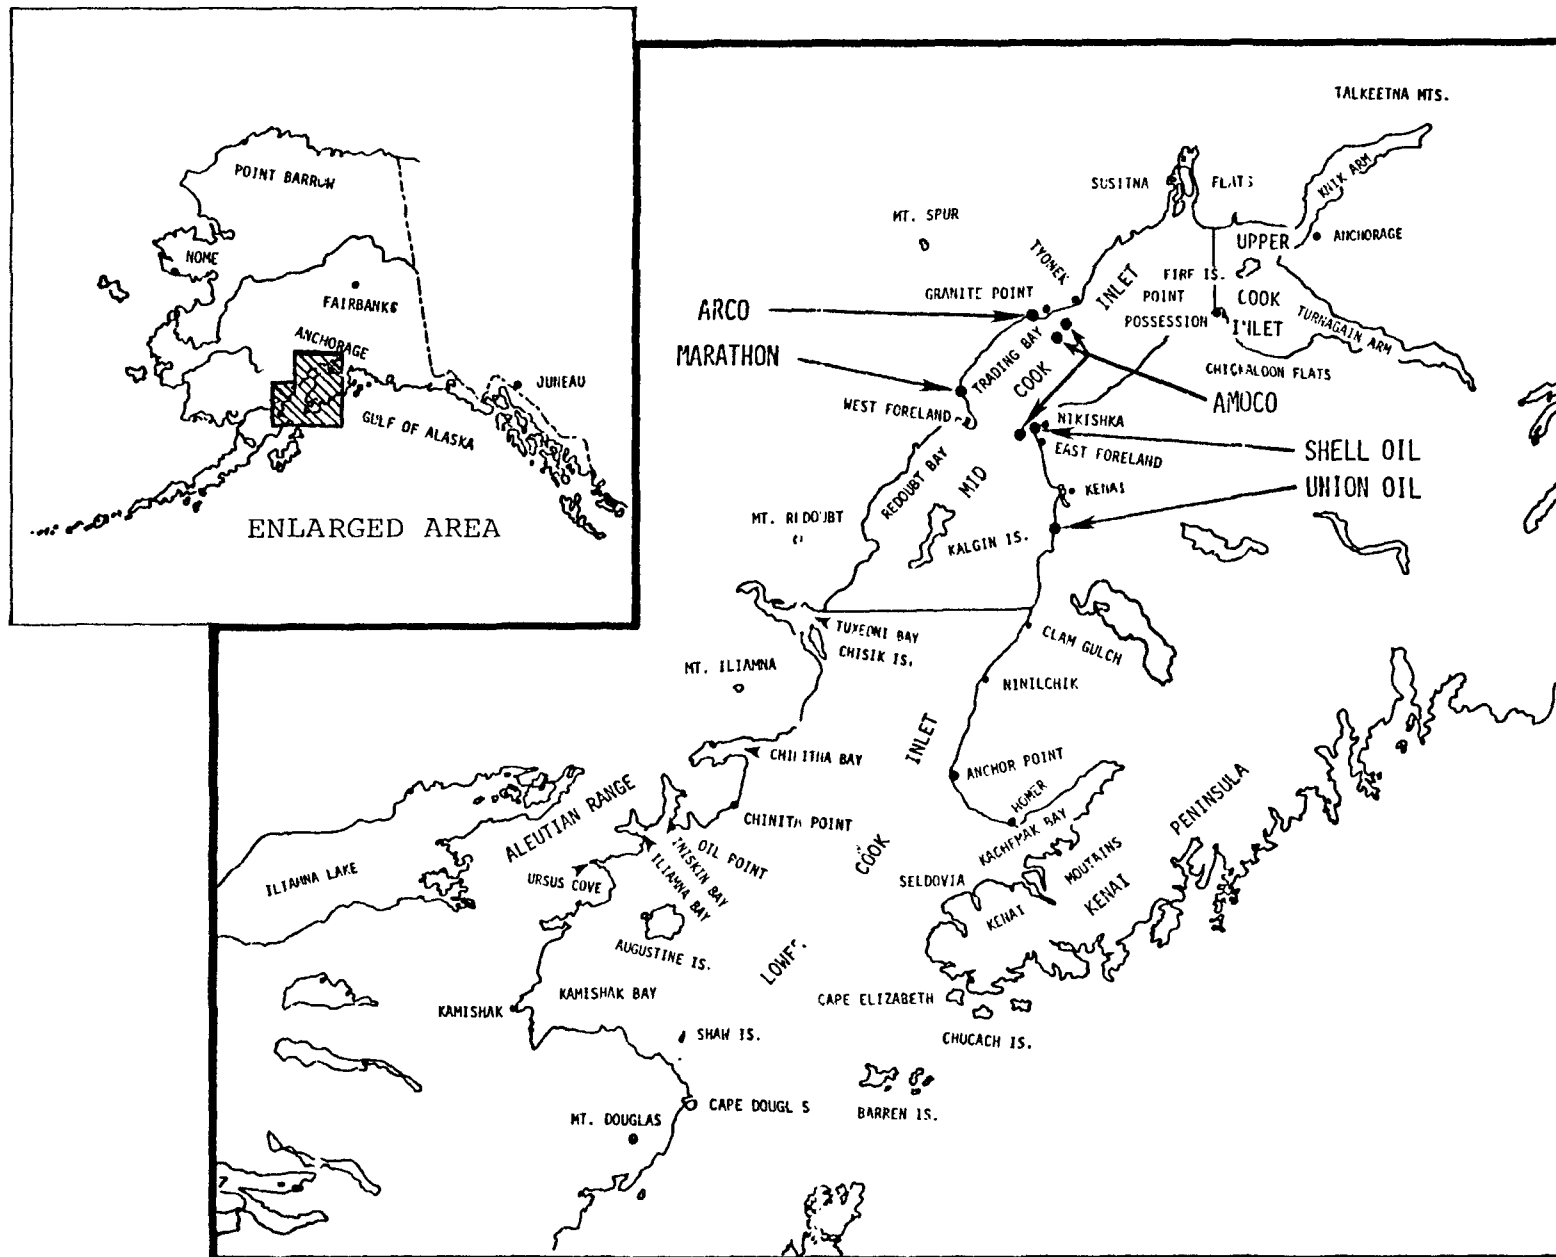 POINT BARROW
NOME
FAIRBANKS
ANCHORAGE
JUNEAU
GULF OF ALASKA
ENLARGED AREA
TALKEETNA MTS.
SUSITNA FLATS
KNIK ARM
MT. SPUR
UPPER
ANCHORAGE
TYONEK
FIRE IS.
INLET
GRANITE POINT
POINT
POSSESSION
COOK
INLET
TURNAGAIN ARM
ARCO
MARATHON
TRADING BAY
COOK
CHICKALOON FLATS
WEST FORELAND
AMOCO
NIKISHKA
EAST FORELAND
SHELL OIL
REDOUBT BAY
MID
KENAI
UNION OIL
MT. REDOUBT
KALGIN IS.
TUXEDNI BAY
CHISIK IS.
CLAM GULCH
MT. ILIAMNA
NINILCHIK
INLET
CHINITNA BAY
ANCHOR POINT
HOMER
ALEUTIAN RANGE
CHINITNA POINT
PENINSULA
OIL POINT
COOK
KACHEMAK BAY
INISKIN BAY
ILIAMNA BAY
URSUS COVE
ILIAMNA LAKE
SELDOVIA
MOUTAINS
KENAI
KENAI
AUGUSTINE IS.
LOWER
KAMISHAK BAY
KAMISHAK
CAPE ELIZABETH
SHAW IS.
CHUCACH IS.
CAPE DOUGL S
BARREN IS.
MT. DOUGLAS